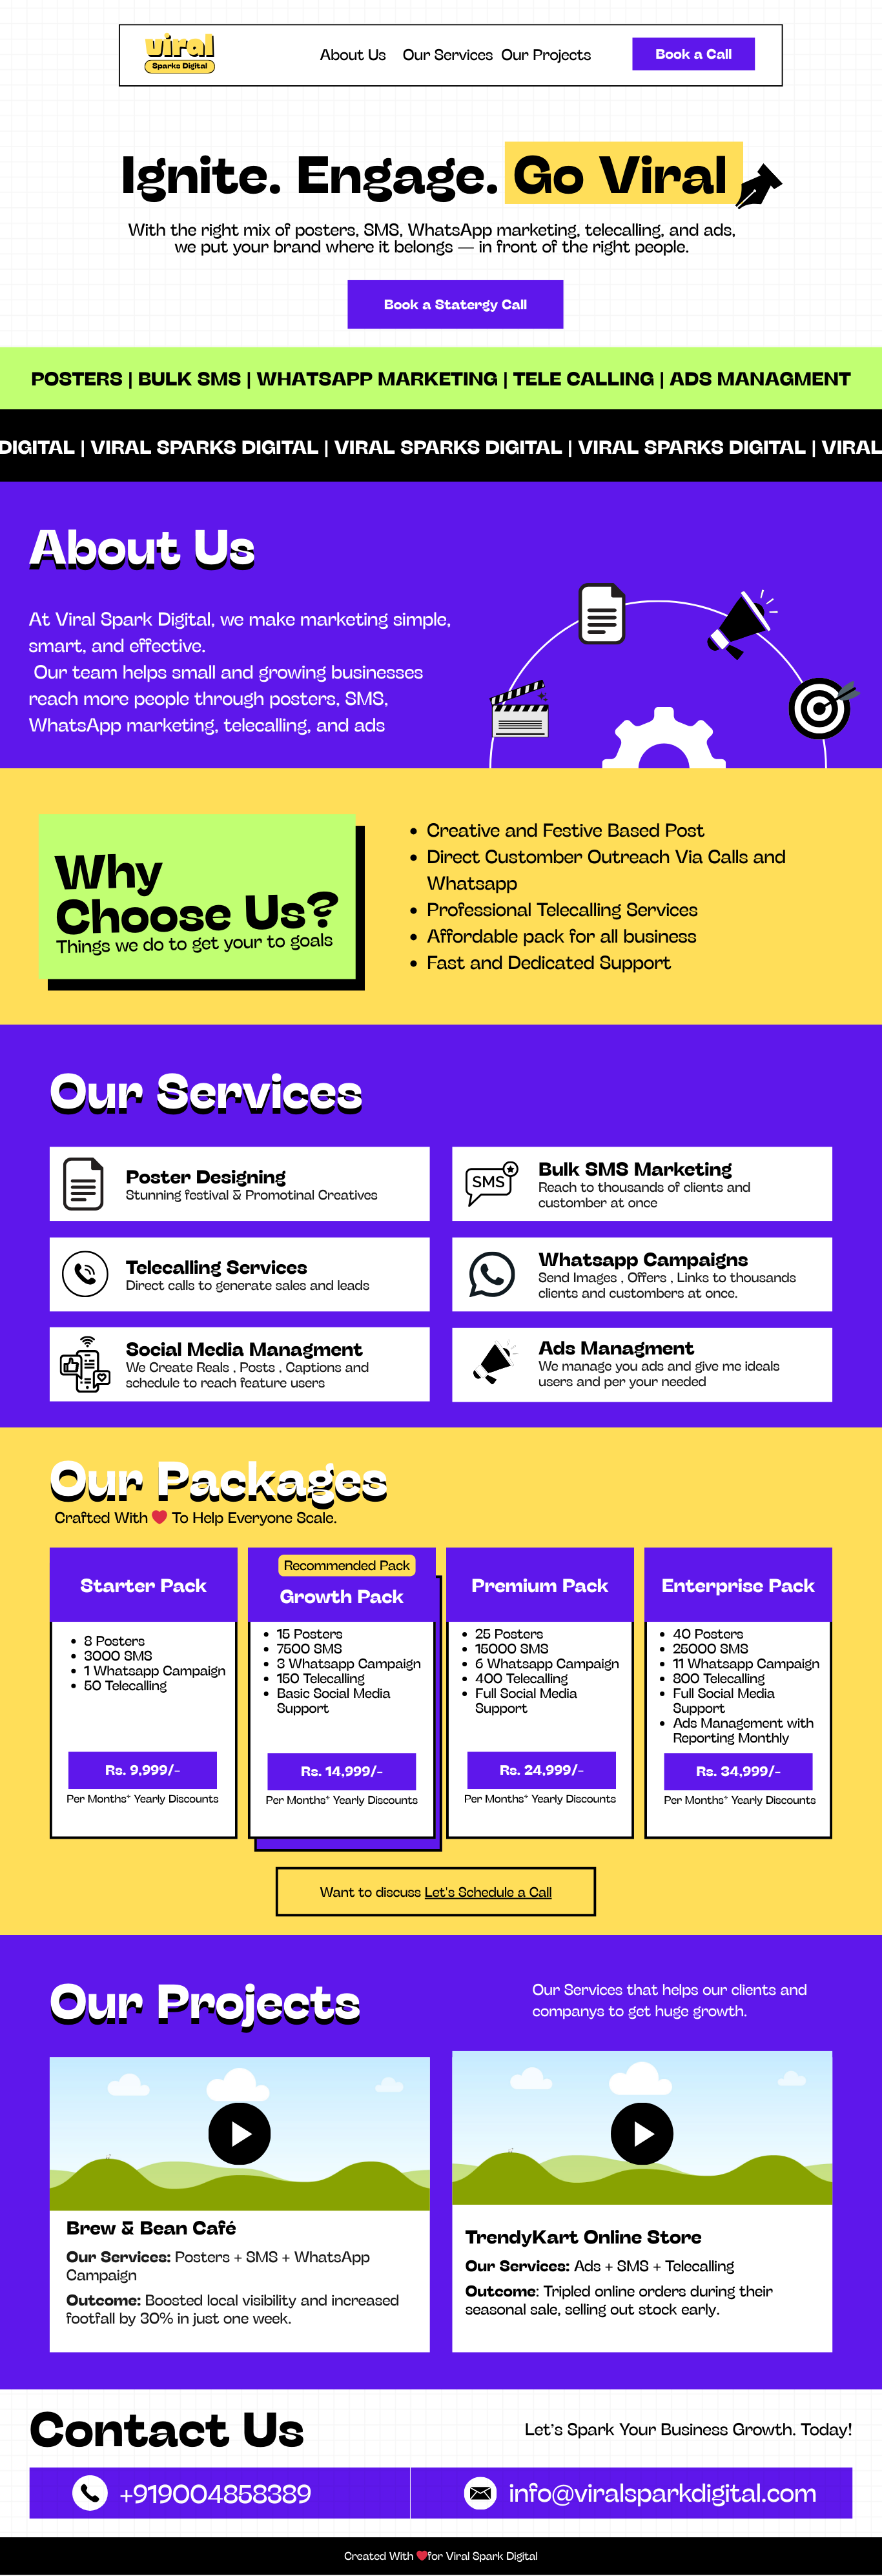 viral
Sparks Digital
About Us
Our Services
Our Projects
Book a Call
Ignite. Engage. Go Viral
With the right mix of posters, SMS, WhatsApp marketing, telecalling, and ads,
we put your brand where it belongs — in front of the right people.
Book a Statergy Call
POSTERS | BULK SMS | WHATSAPP MARKETING | TELE CALLING | ADS MANAGMENT
DIGITAL | VIRAL SPARKS DIGITAL | VIRAL SPARKS DIGITAL | VIRAL SPARKS DIGITAL | VIRAL
About Us
At Viral Spark Digital, we make marketing simple,
smart, and effective.
Our team helps small and growing businesses
reach more people through posters, SMS,
WhatsApp marketing, telecalling, and ads
Why
Choose Us?
Things we do to get your to goals
• Creative and Festive Based Post
• Direct Customber Outreach Via Calls and
Whatsapp
• Professional Telecalling Services
• Affordable pack for all business
• Fast and Dedicated Support
Our Services
Poster Designing
Stunning festival & Promotinal Creatives
SMS
Bulk SMS Marketing
Reach to thousands of clients and
customber at once
Telecalling Services
Direct calls to generate sales and leads
Whatsapp Campaigns
Send Images , Offers , Links to thousands
clients and custombers at once.
Social Media Managment
We Create Reals , Posts , Captions and
schedule to reach feature users
Ads Managment
We manage you ads and give me ideals
users and per your needed
Our Packages
Crafted With ❤ To Help Everyone Scale.
Starter Pack
• 8 Posters
• 3000 SMS
• 1 Whatsapp Campaign
• 50 Telecalling
Rs. 9,999/-
Per Months* Yearly Discounts
Recommended Pack
Growth Pack
• 15 Posters
• 7500 SMS
• 3 Whatsapp Campaign
• 150 Telecalling
• Basic Social Media
Support
Rs. 14,999/-
Per Months* Yearly Discounts
Premium Pack
• 25 Posters
• 15000 SMS
• 6 Whatsapp Campaign
• 400 Telecalling
• Full Social Media
Support
Rs. 24,999/-
Per Months* Yearly Discounts
Enterprise Pack
• 40 Posters
• 25000 SMS
• 11 Whatsapp Campaign
• 800 Telecalling
• Full Social Media
Support
• Ads Management with
Reporting Monthly
Rs. 34,999/-
Per Months* Yearly Discounts
Want to discuss Let's Schedule a Call
Our Projects
Our Services that helps our clients and
companys to get huge growth.
Brew & Bean Café
Our Services: Posters + SMS + WhatsApp
Campaign
Outcome: Boosted local visibility and increased
footfall by 30% in just one week.
TrendyKart Online Store
Our Services: Ads + SMS + Telecalling
Outcome: Tripled online orders during their
seasonal sale, selling out stock early.
Contact Us
Let's Spark Your Business Growth. Today!
+919004858389
info@viralsparkdigital.com
Created With ❤for Viral Spark Digital